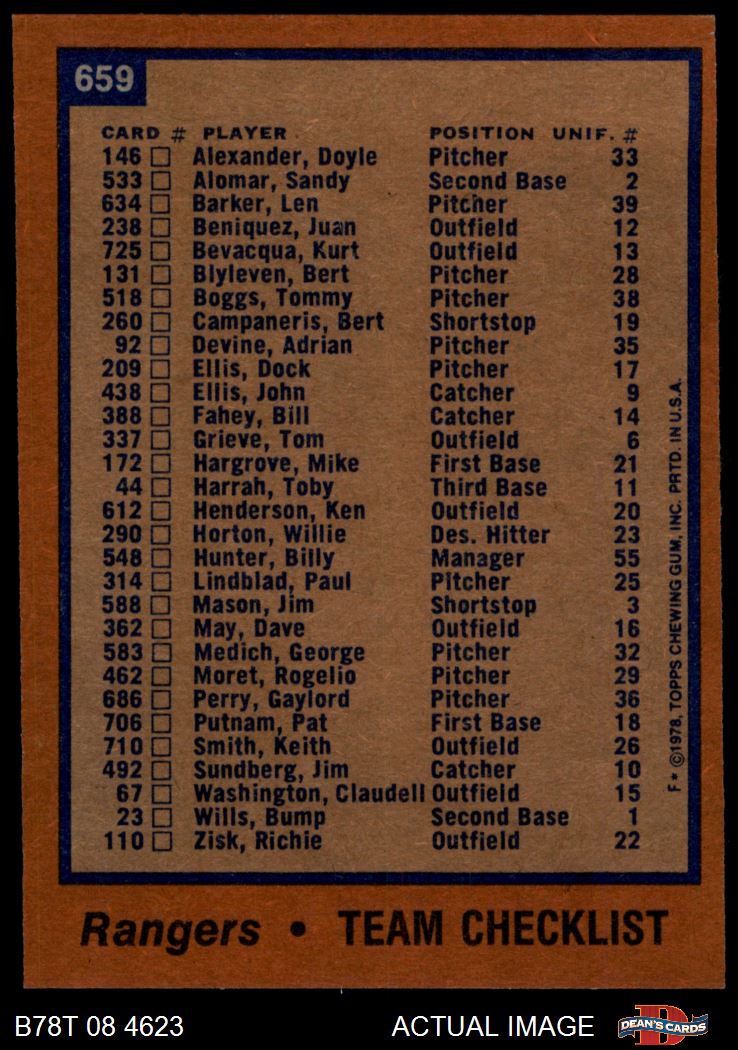 659
CARD # PLAYER POSITION UNIF. #
146 Alexander, Doyle Pitcher 33
533 Alomar, Sandy Second Base 2
634 Barker, Len Pitcher 39
238 Beniquez, Juan Outfield 12
725 Bevacqua, Kurt Outfield 13
131 Blyleven, Bert Pitcher 28
518 Boggs, Tommy Pitcher 38
260 Campaneris, Bert Shortstop 19
92 Devine, Adrian Pitcher 35
209 Ellis, Dock Pitcher 17
438 Ellis, John Catcher 9
388 Fahey, Bill Catcher 14
337 Grieve, Tom Outfield 6
172 Hargrove, Mike First Base 21
44 Harrah, Toby Third Base 11
612 Henderson, Ken Outfield 20
290 Horton, Willie Des. Hitter 23
548 Hunter, Billy Manager 55
314 Lindblad, Paul Pitcher 25
588 Mason, Jim Shortstop 3
362 May, Dave Outfield 16
583 Medich, George Pitcher 32
462 Moret, Rogelio Pitcher 29
686 Perry, Gaylord Pitcher 36
706 Putnam, Pat First Base 18
710 Smith, Keith Outfield 26
492 Sundberg, Jim Catcher 10
67 Washington, Claudell Outfield 15
23 Wills, Bump Second Base 1
110 Zisk, Richie Outfield 22
F* ©1978, TOPPS CHEWING GUM, INC. PRTD. IN U.S.A.
Rangers • TEAM CHECKLIST
B78T 08 4623 ACTUAL IMAGE
D
DEAN'S CARDS